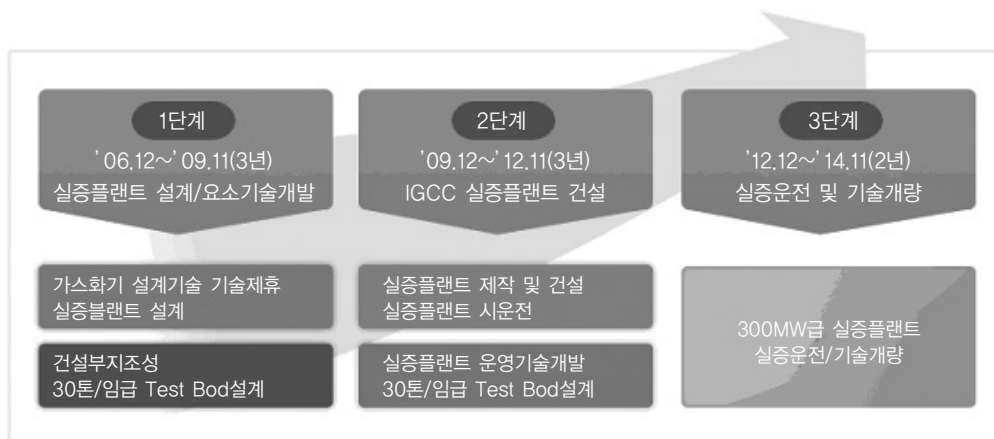 1단계
’06.12~’09.11(3년)
실증플랜트 설계/요소기술개발
가스화기 설계기술 기술제휴
실증블랜트 설계
건설부지조성
30톤/임급 Test Bod설계
2단계
’09.12~’12.11(3년)
IGCC 실증플랜트 건설
실증플랜트 제작 및 건설
실증플랜트 시운전
실증플랜트 운영기술개발
30톤/임급 Test Bod설계
3단계
’12.12~’14.11(2년)
실증운전 및 기술개량
300MW급 실증플랜트
실증운전/기술개량